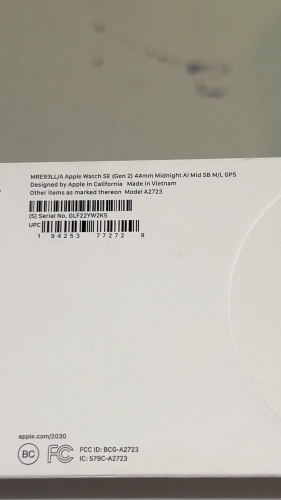 MRE93LL/A Apple Watch SE (Gen 2) 44mm Midnight Al Mid SB M/L GPS
Designed by Apple in California Made in Vietnam
Other items as marked thereon Model A2723
(S) Serial No. GLF22YW2K5
UPC
1 94253 77272 9
apple.com/2030
BC FC FCC ID: BCG-A2723
IC: 579C-A2723